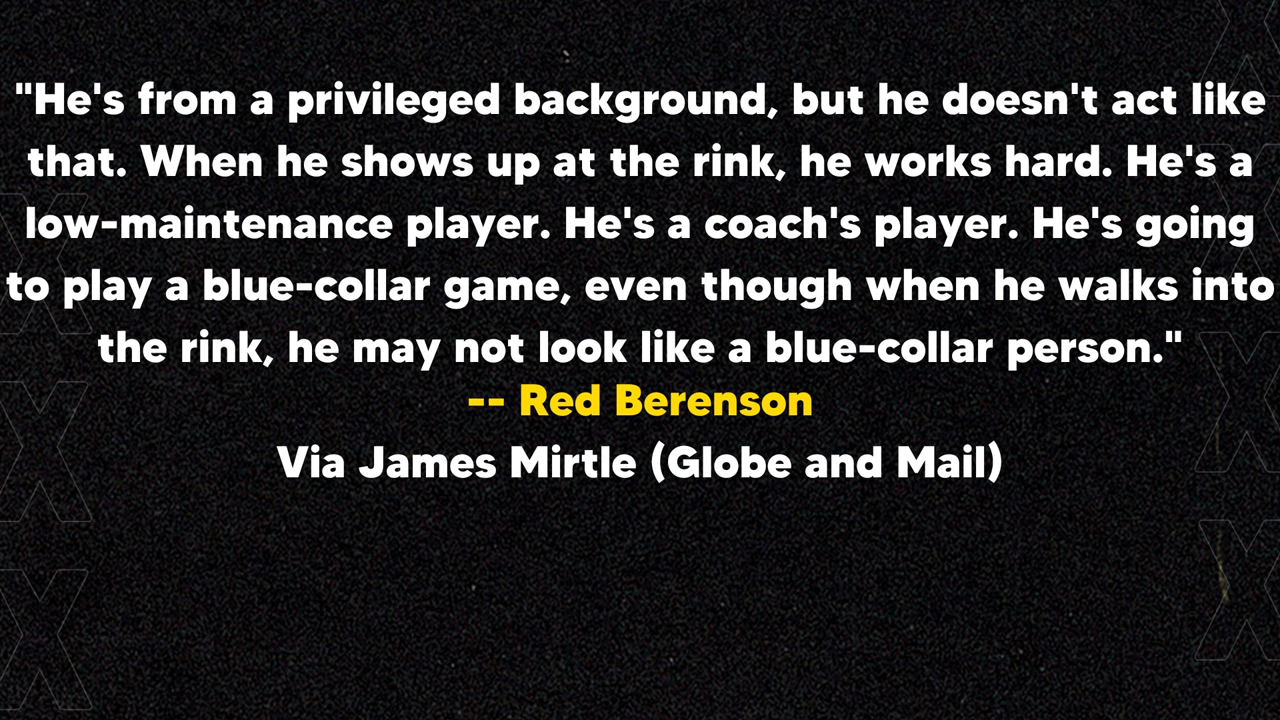 "He's from a privileged background, but he doesn't act like
that. When he shows up at the rink, he works hard. He's a
low-maintenance player. He's a coach's player. He's going
to play a blue-collar game, even though when he walks into
the rink, he may not look like a blue-collar person."
-- Red Berenson
Via James Mirtle (Globe and Mail)